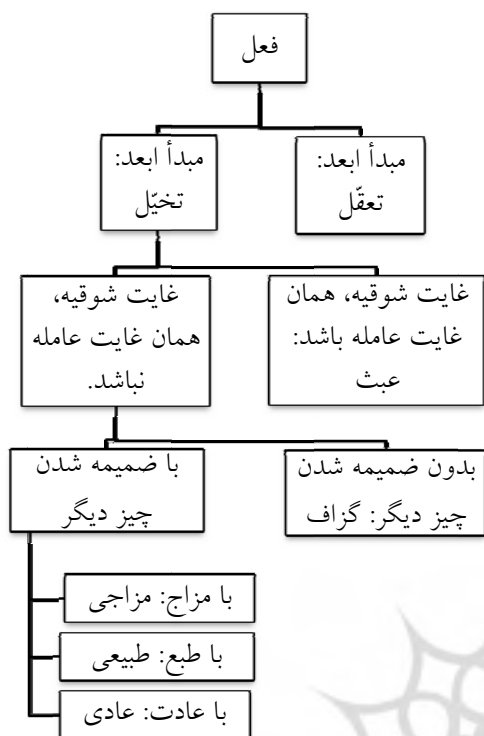 فعل
مبدأ ابعد:
تعقّل
مبدأ ابعد:
تخیّل
غایت شوقیه، همان
غایت عامله باشد:
عبث
غایت شوقیه،
همان غایت عامله
نباشد.
بدون ضمیمه شدن
چیز دیگر: گزاف
با ضمیمه شدن
چیز دیگر
با مزاج: مزاجی
با طبع: طبیعی
با عادت: عادی